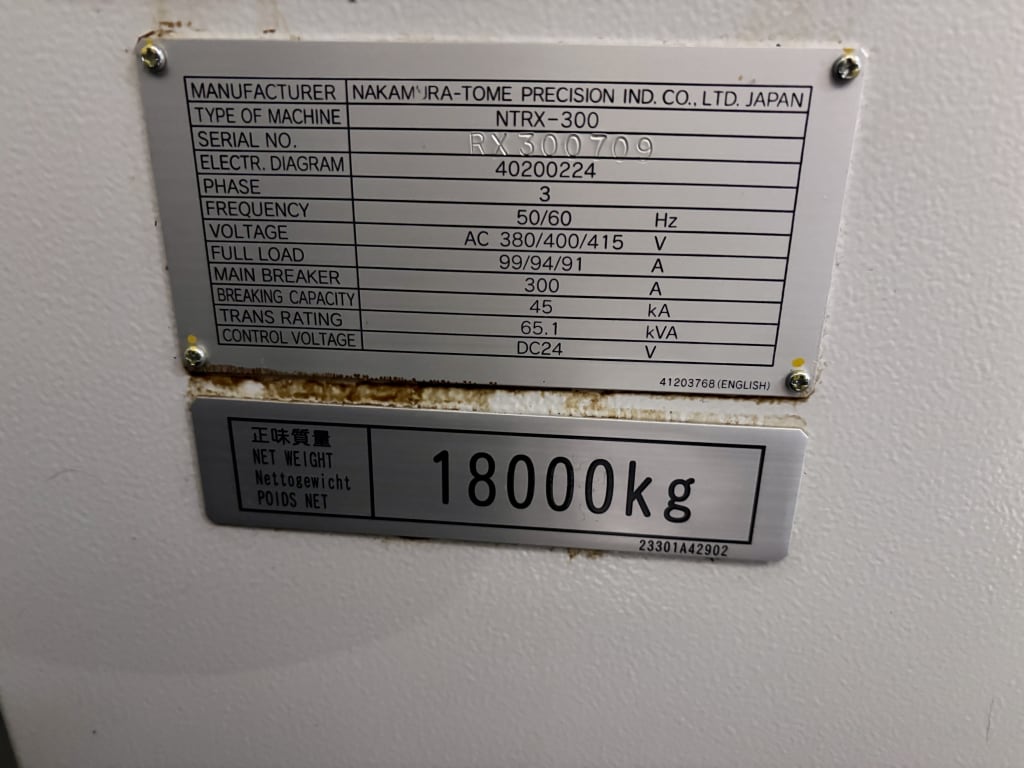 MANUFACTURER NAKAMURA-TOME PRECISION IND. CO., LTD. JAPAN
TYPE OF MACHINE NTRX-300
SERIAL NO. RX300709
ELECTR. DIAGRAM 40200224
PHASE 3
FREQUENCY 50/60 Hz
VOLTAGE AC 380/400/415 V
FULL LOAD 99/94/91 A
MAIN BREAKER 300 A
BREAKING CAPACITY 45 kA
TRANS RATING 65.1 kVA
CONTROL VOLTAGE DC24 V
41203768 (ENGLISH)
正味質量
NET WEIGHT
Nettogewicht
POIDS NET
18000kg
23301A42902